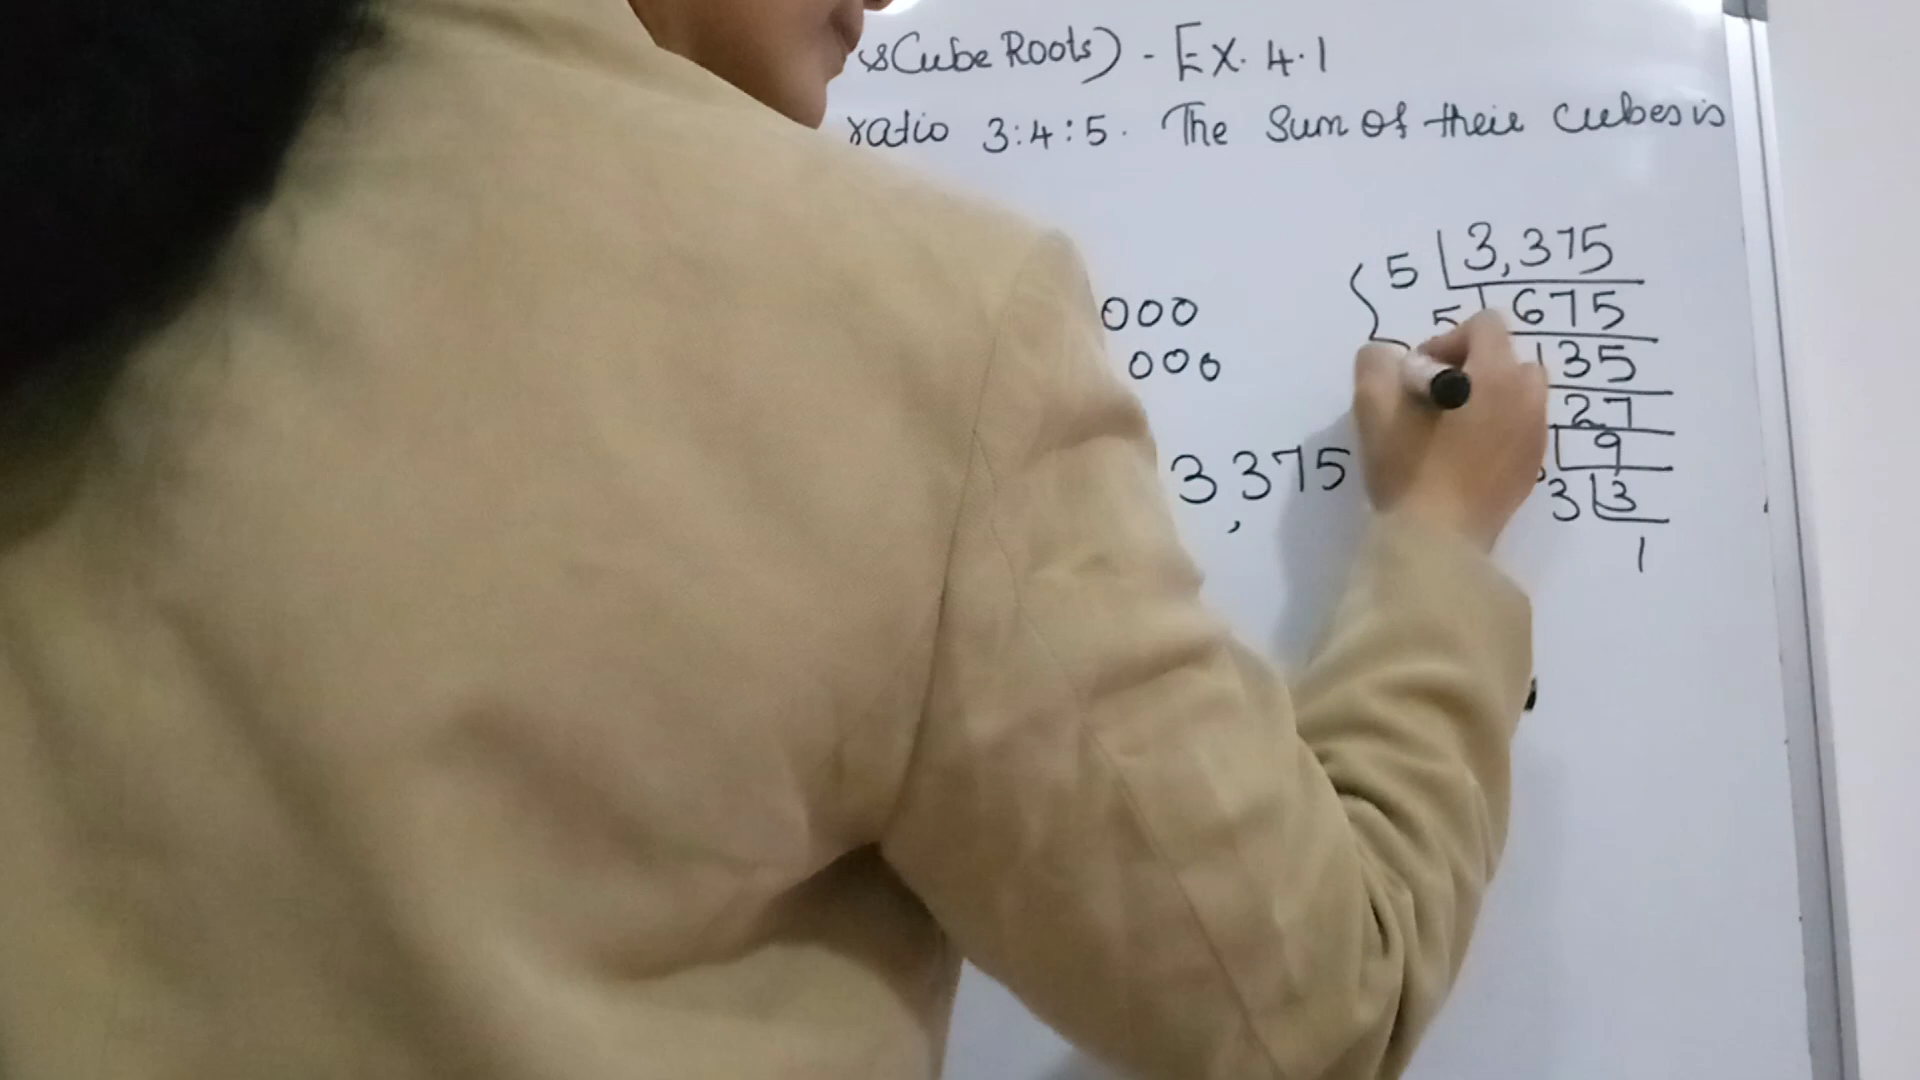 &Cube Roots) - Ex. 4.1
ratio 3:4:5. The Sum of their cubes is
5 3,375
000 5 675
000 135
27
3,375 9
3 3
1